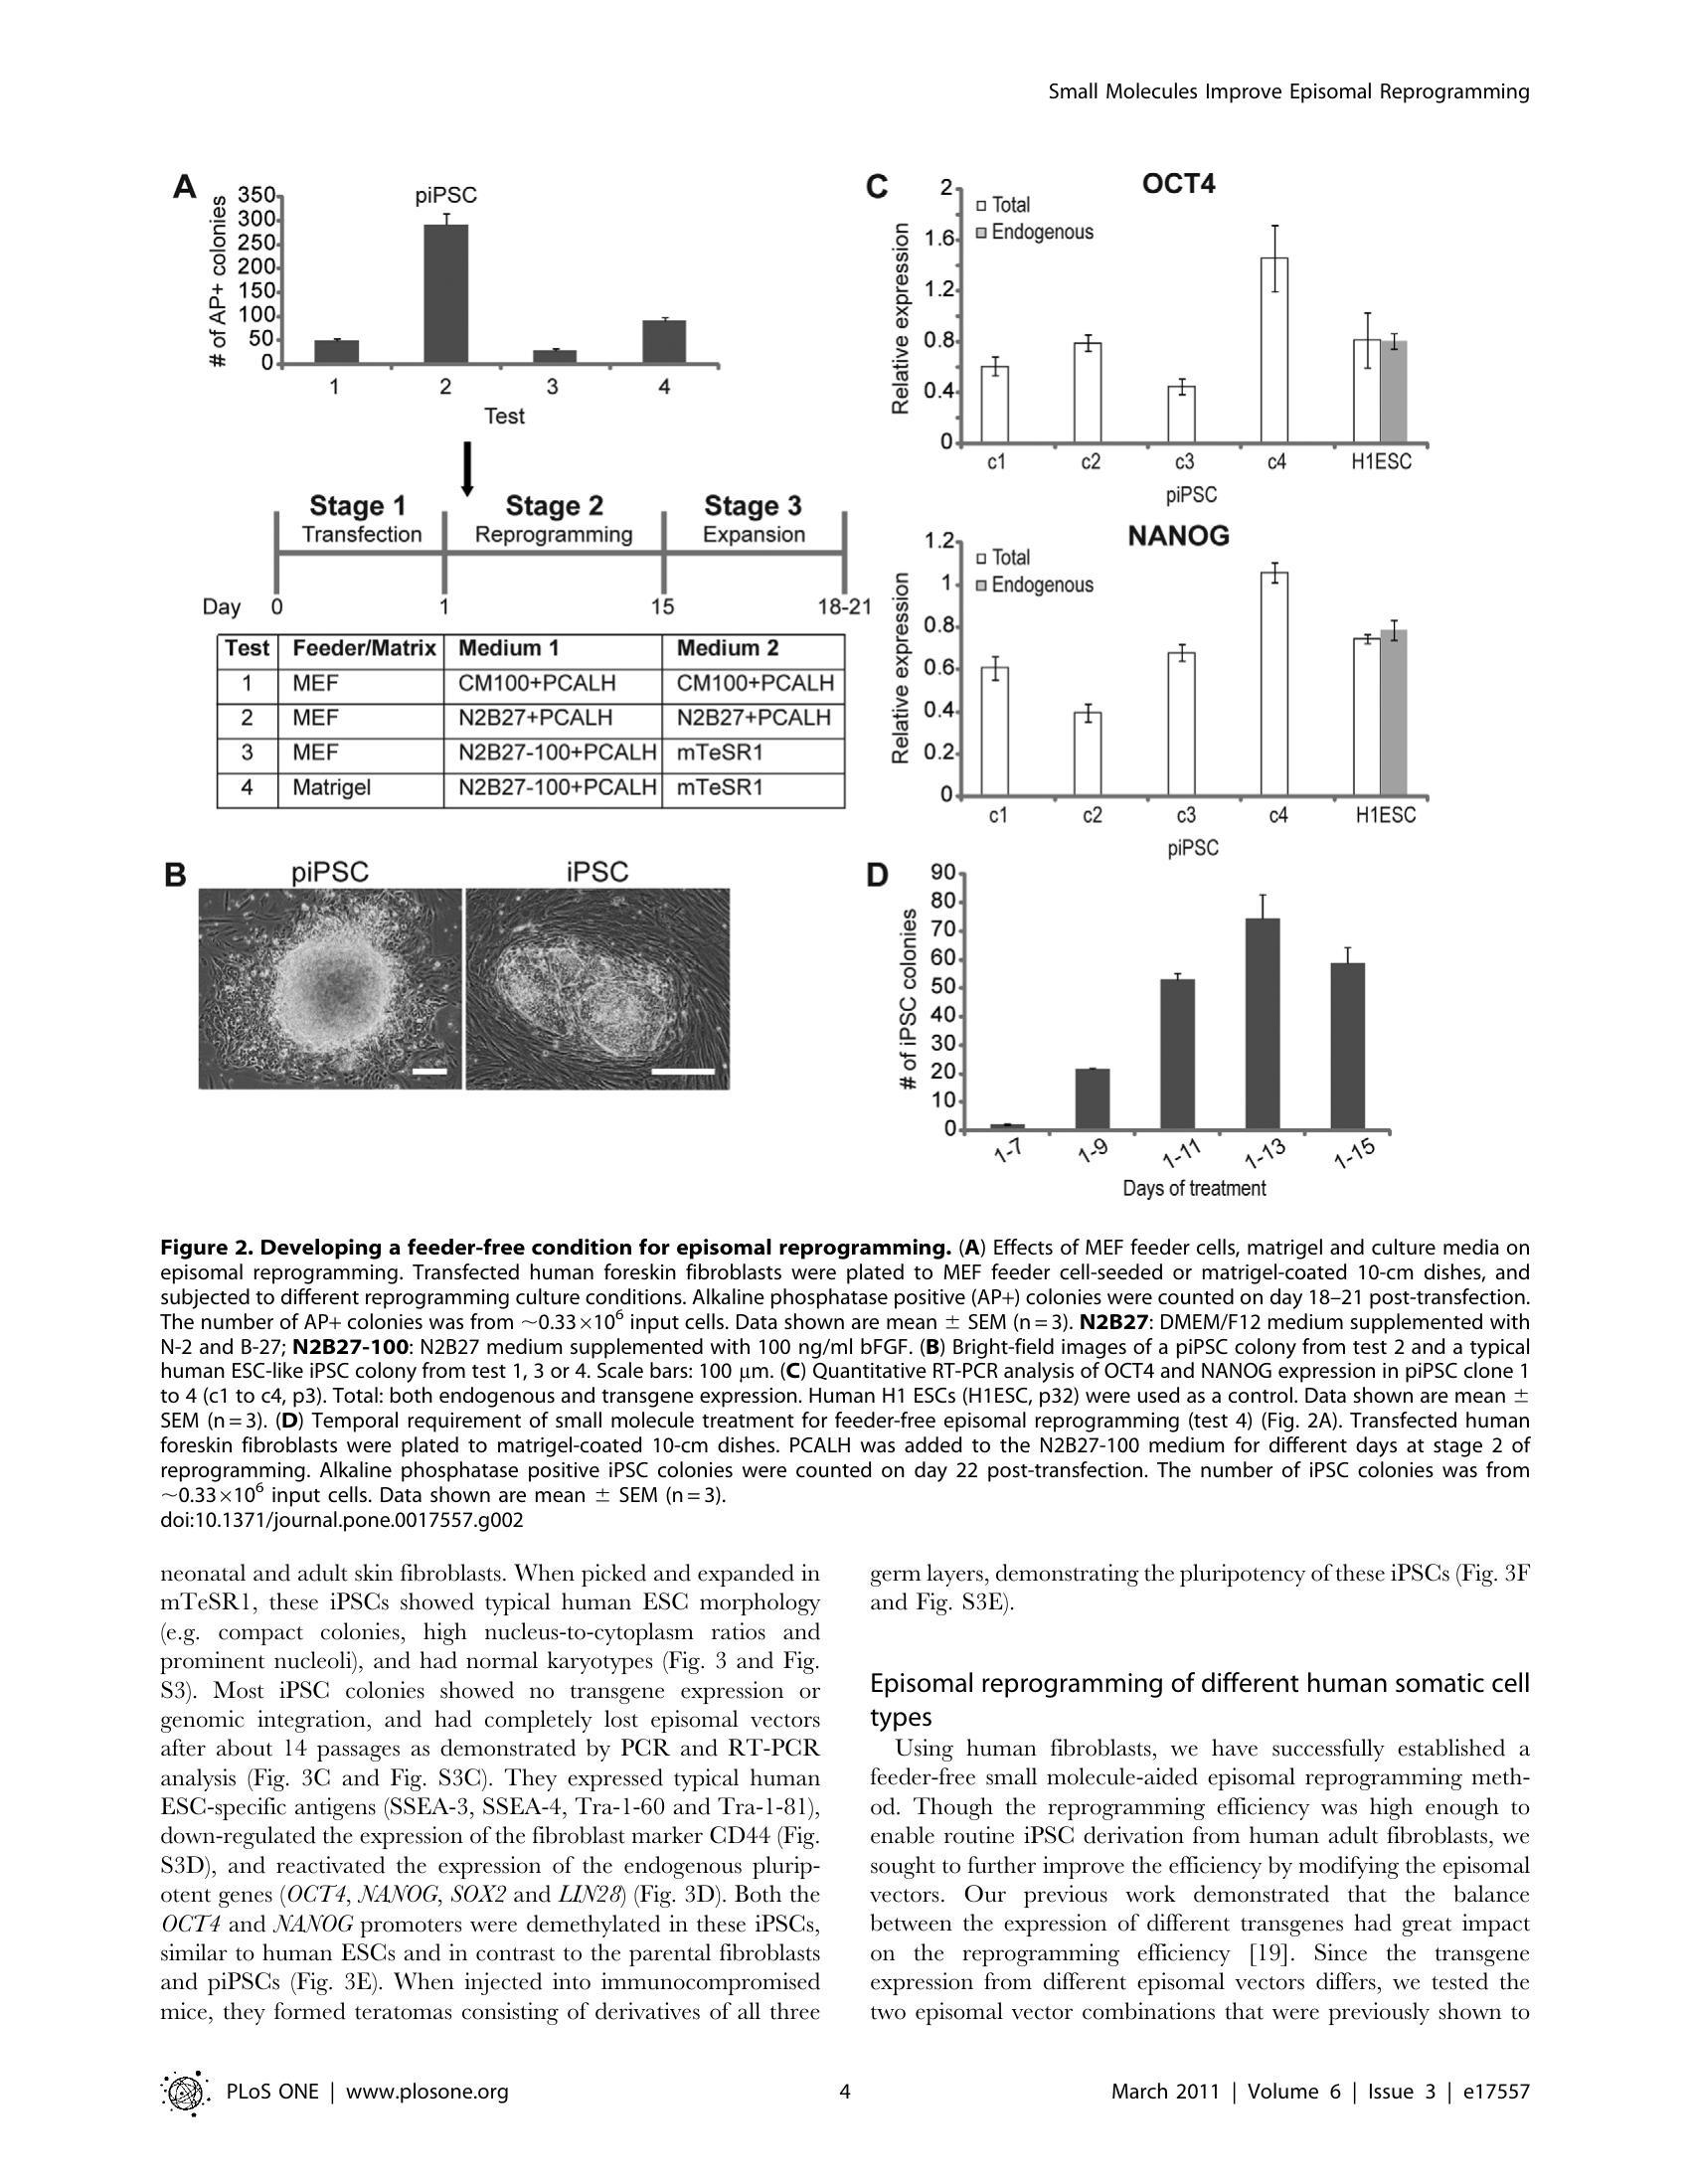 Small Molecules Improve Episomal Reprogramming
A
# of AP+ colonies
350
300
250
200
150
100
50
0
piPSC
1 2 3 4
Test
Stage 1 Stage 2 Stage 3
Transfection Reprogramming Expansion
Day 0 1 15 18-21
Test Feeder/Matrix Medium 1 Medium 2
1 MEF CM100+PCALH CM100+PCALH
2 MEF N2B27+PCALH N2B27+PCALH
3 MEF N2B27-100+PCALH mTeSR1
4 Matrigel N2B27-100+PCALH mTeSR1
B
piPSC iPSC
C
OCT4
Relative expression
2
1.6
1.2
0.8
0.4
0
Total
Endogenous
c1 c2 c3 c4 H1ESC
piPSC
NANOG
Relative expression
1.2
1
0.8
0.6
0.4
0.2
0
Total
Endogenous
c1 c2 c3 c4 H1ESC
piPSC
D
# of iPSC colonies
90
80
70
60
50
40
30
20
10
0
1-7 1-9 1-11 1-13 1-15
Days of treatment
Figure 2. Developing a feeder-free condition for episomal reprogramming. (A) Effects of MEF feeder cells, matrigel and culture media on
episomal reprogramming. Transfected human foreskin fibroblasts were plated to MEF feeder cell-seeded or matrigel-coated 10-cm dishes, and
subjected to different reprogramming culture conditions. Alkaline phosphatase positive (AP+) colonies were counted on day 18–21 post-transfection.
The number of AP+ colonies was from ~0.33×10⁶ input cells. Data shown are mean ± SEM (n = 3). N2B27: DMEM/F12 medium supplemented with
N-2 and B-27; N2B27-100: N2B27 medium supplemented with 100 ng/ml bFGF. (B) Bright-field images of a piPSC colony from test 2 and a typical
human ESC-like iPSC colony from test 1, 3 or 4. Scale bars: 100 μm. (C) Quantitative RT-PCR analysis of OCT4 and NANOG expression in piPSC clone 1
to 4 (c1 to c4, p3). Total: both endogenous and transgene expression. Human H1 ESCs (H1ESC, p32) were used as a control. Data shown are mean ±
SEM (n = 3). (D) Temporal requirement of small molecule treatment for feeder-free episomal reprogramming (test 4) (Fig. 2A). Transfected human
foreskin fibroblasts were plated to matrigel-coated 10-cm dishes. PCALH was added to the N2B27-100 medium for different days at stage 2 of
reprogramming. Alkaline phosphatase positive iPSC colonies were counted on day 22 post-transfection. The number of iPSC colonies was from
~0.33×10⁶ input cells. Data shown are mean ± SEM (n = 3).
doi:10.1371/journal.pone.0017557.g002
neonatal and adult skin fibroblasts. When picked and expanded in
mTeSR1, these iPSCs showed typical human ESC morphology
(e.g. compact colonies, high nucleus-to-cytoplasm ratios and
prominent nucleoli), and had normal karyotypes (Fig. 3 and Fig.
S3). Most iPSC colonies showed no transgene expression or
genomic integration, and had completely lost episomal vectors
after about 14 passages as demonstrated by PCR and RT-PCR
analysis (Fig. 3C and Fig. S3C). They expressed typical human
ESC-specific antigens (SSEA-3, SSEA-4, Tra-1-60 and Tra-1-81),
down-regulated the expression of the fibroblast marker CD44 (Fig.
S3D), and reactivated the expression of the endogenous plurip-
otent genes (OCT4, NANOG, SOX2 and LIN28) (Fig. 3D). Both the
OCT4 and NANOG promoters were demethylated in these iPSCs,
similar to human ESCs and in contrast to the parental fibroblasts
and piPSCs (Fig. 3E). When injected into immunocompromised
mice, they formed teratomas consisting of derivatives of all three
germ layers, demonstrating the pluripotency of these iPSCs (Fig. 3F
and Fig. S3E).
Episomal reprogramming of different human somatic cell
types
Using human fibroblasts, we have successfully established a
feeder-free small molecule-aided episomal reprogramming meth-
od. Though the reprogramming efficiency was high enough to
enable routine iPSC derivation from human adult fibroblasts, we
sought to further improve the efficiency by modifying the episomal
vectors. Our previous work demonstrated that the balance
between the expression of different transgenes had great impact
on the reprogramming efficiency [19]. Since the transgene
expression from different episomal vectors differs, we tested the
two episomal vector combinations that were previously shown to
PLoS ONE | www.plosone.org
4
March 2011 | Volume 6 | Issue 3 | e17557